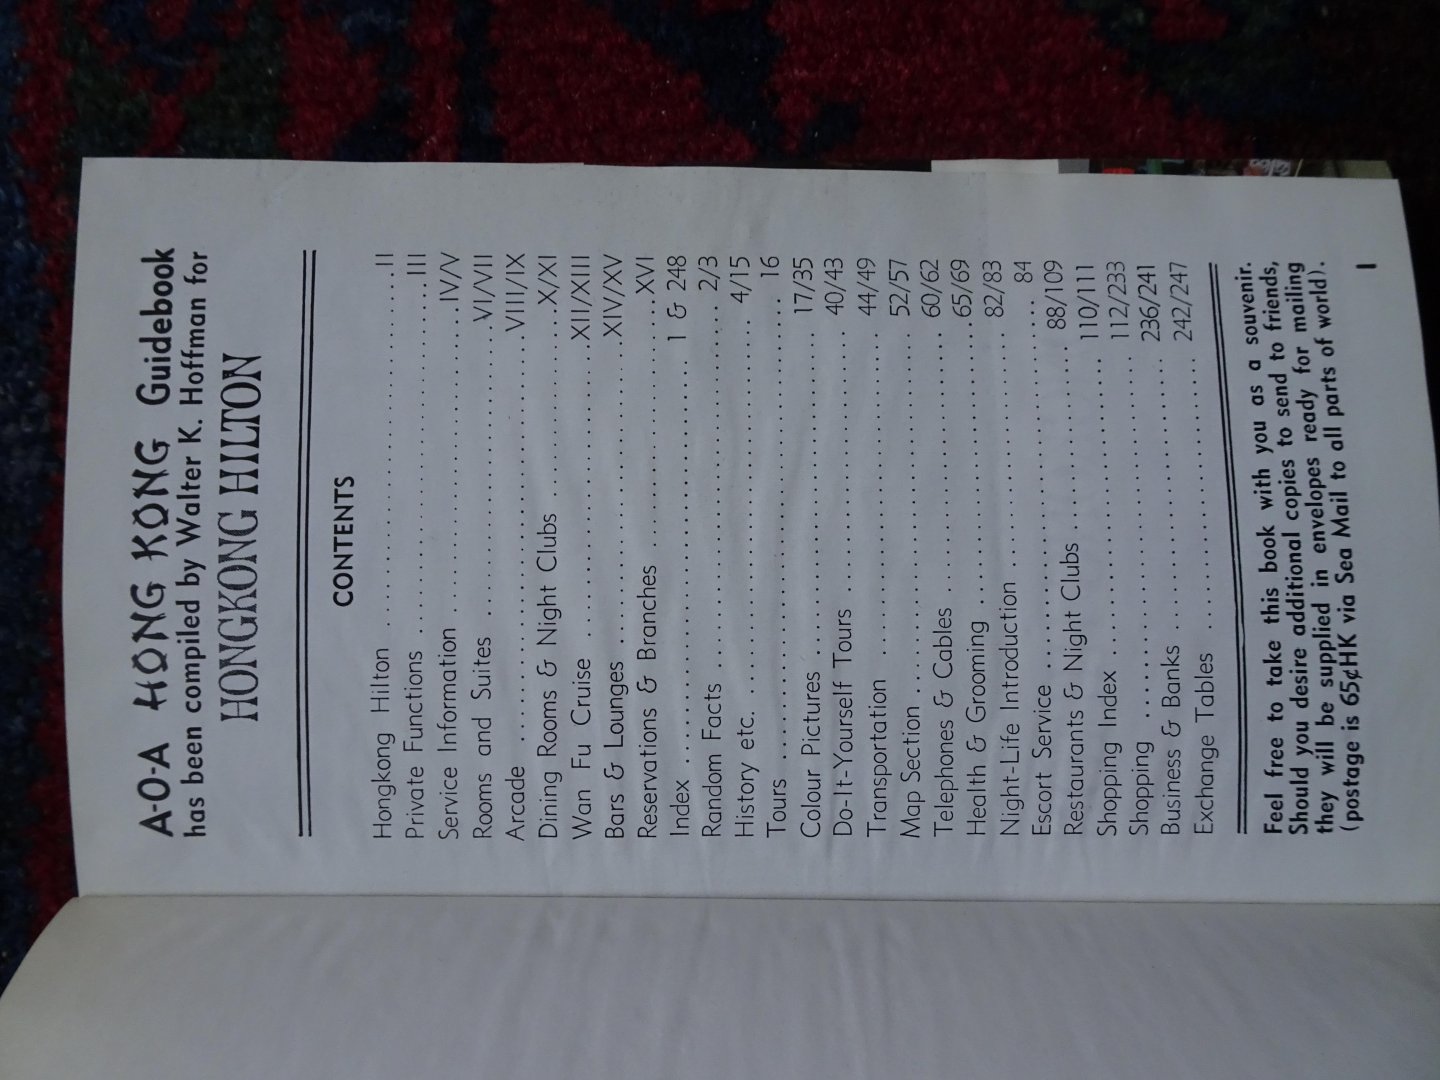 A-O-A HONG KONG Guidebook
has been compiled by Walter K. Hoffman for
HONGKONG HILTON
CONTENTS
Hongkong Hilton ........................... II
Private Functions ........................... III
Service Information ........................... IV/V
Rooms and Suites ........................... VI/VII
Arcade ........................... VIII/IX
Dining Rooms & Night Clubs ........................... X/XI
Wan Fu Cruise ........................... XII/XIII
Bars & Lounges ........................... XIV/XV
Reservations & Branches ........................... XVI
Index ........................... 1 & 248
Random Facts ........................... 2/3
History etc. ........................... 4/15
Tours ........................... 16
Colour Pictures ........................... 17/35
Do-It-Yourself Tours ........................... 40/43
Transportation ........................... 44/49
Map Section ........................... 52/57
Telephones & Cables ........................... 60/62
Health & Grooming ........................... 65/69
Night-Life Introduction ........................... 82/83
Escort Service ........................... 84
Restaurants & Night Clubs ........................... 88/109
Shopping Index ........................... 110/111
Shopping ........................... 112/233
Business & Banks ........................... 236/241
Exchange Tables ........................... 242/247
Feel free to take this book with you as a souvenir.
Should you desire additional copies to send to friends,
they will be supplied in envelopes ready for mailing
(postage is 65¢HK via Sea Mail to all parts of world).
1